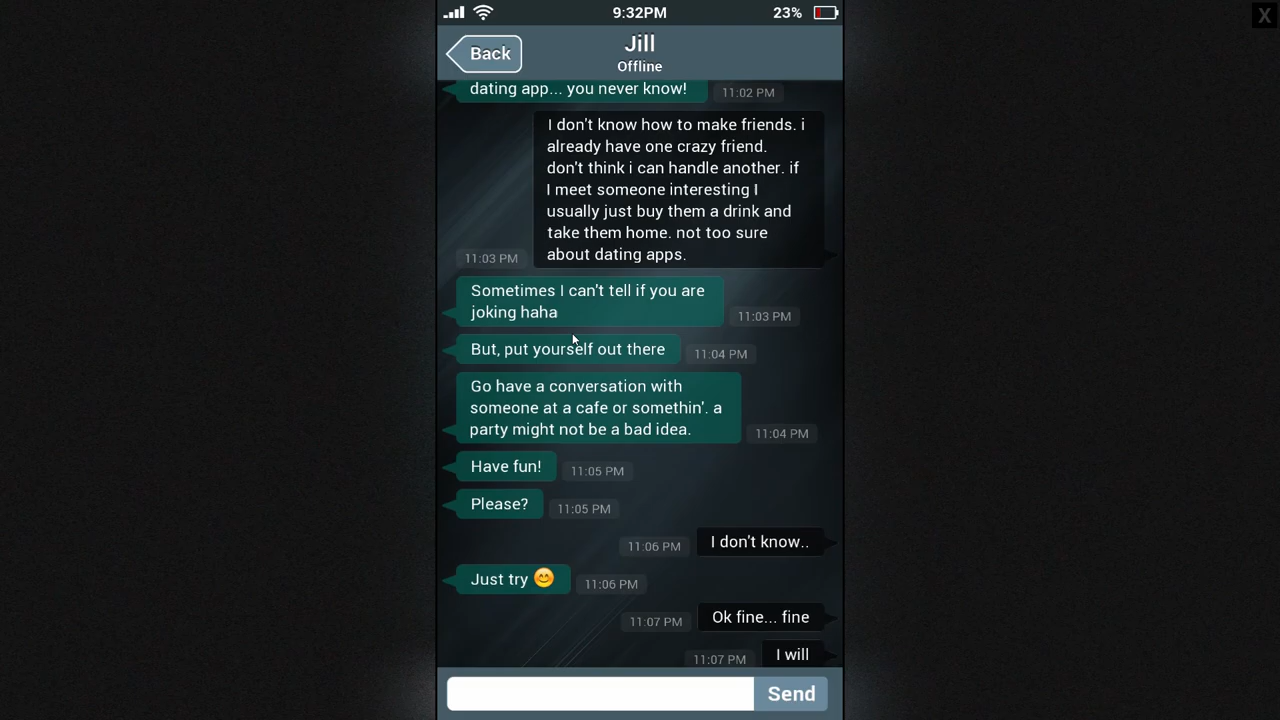 9:32PM
23%
X
Back
Jill
Offline
dating app... you never know!
11:02 PM
I don't know how to make friends. i
already have one crazy friend.
don't think i can handle another. if
I meet someone interesting I
usually just buy them a drink and
take them home. not too sure
about dating apps.
11:03 PM
Sometimes I can't tell if you are
joking haha
11:03 PM
But, put yourself out there
11:04 PM
Go have a conversation with
someone at a cafe or somethin'. a
party might not be a bad idea.
11:04 PM
Have fun!
11:05 PM
Please?
11:05 PM
I don't know..
11:06 PM
Just try 😊
11:06 PM
Ok fine... fine
11:07 PM
I will
11:07 PM
Send